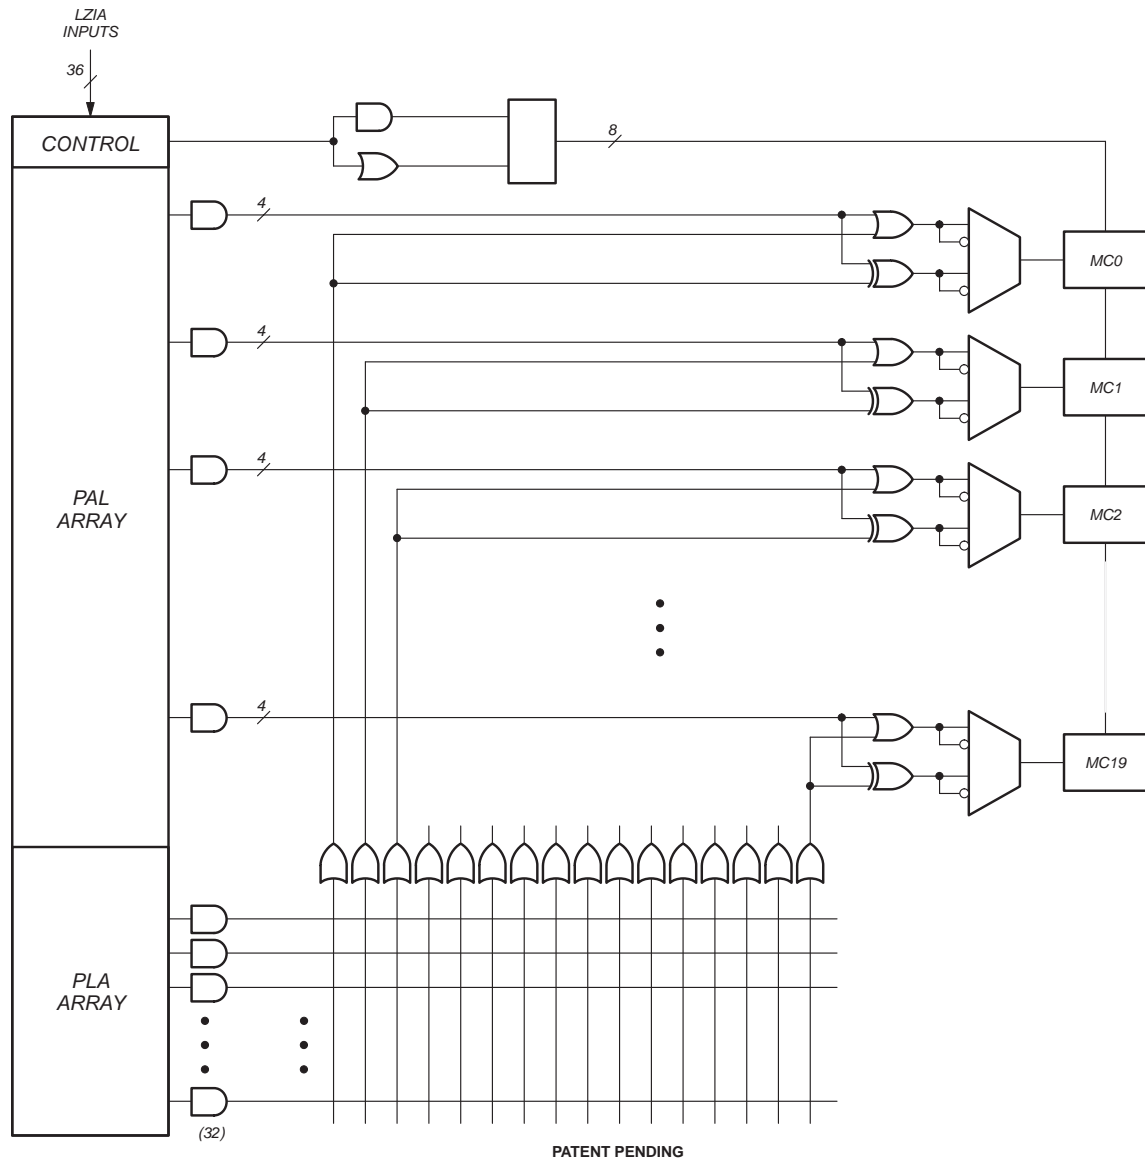 LZIA
INPUTS
36
CONTROL
8
4
MC0
4
MC1
PAL
ARRAY
4
MC2
4
MC19
PLA
ARRAY
(32)
PATENT PENDING